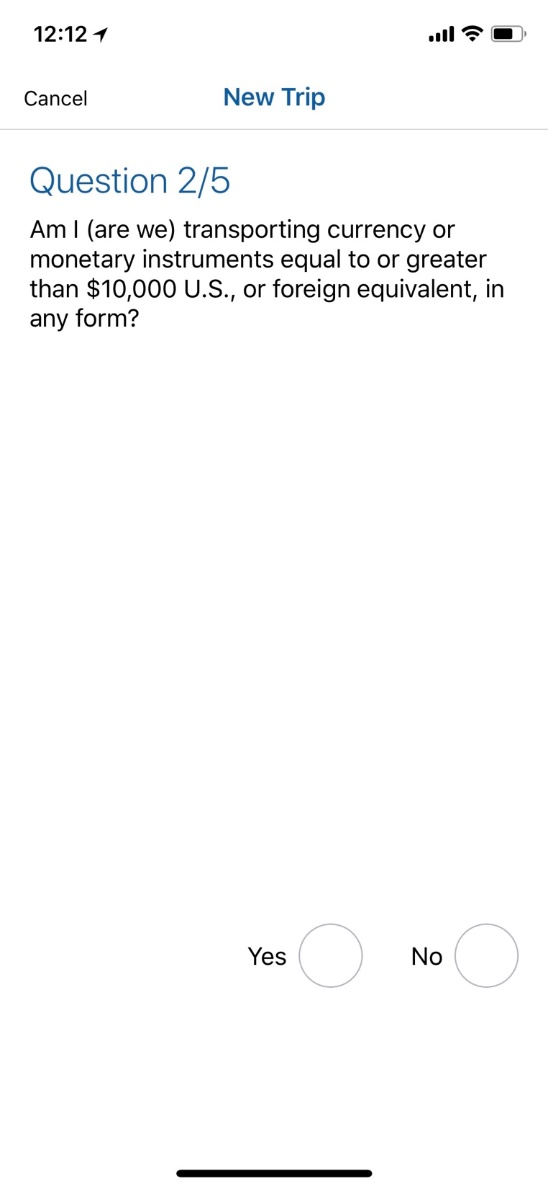 12:12
Cancel
New Trip
Question 2/5
Am I (are we) transporting currency or
monetary instruments equal to or greater
than $10,000 U.S., or foreign equivalent, in
any form?
Yes
No